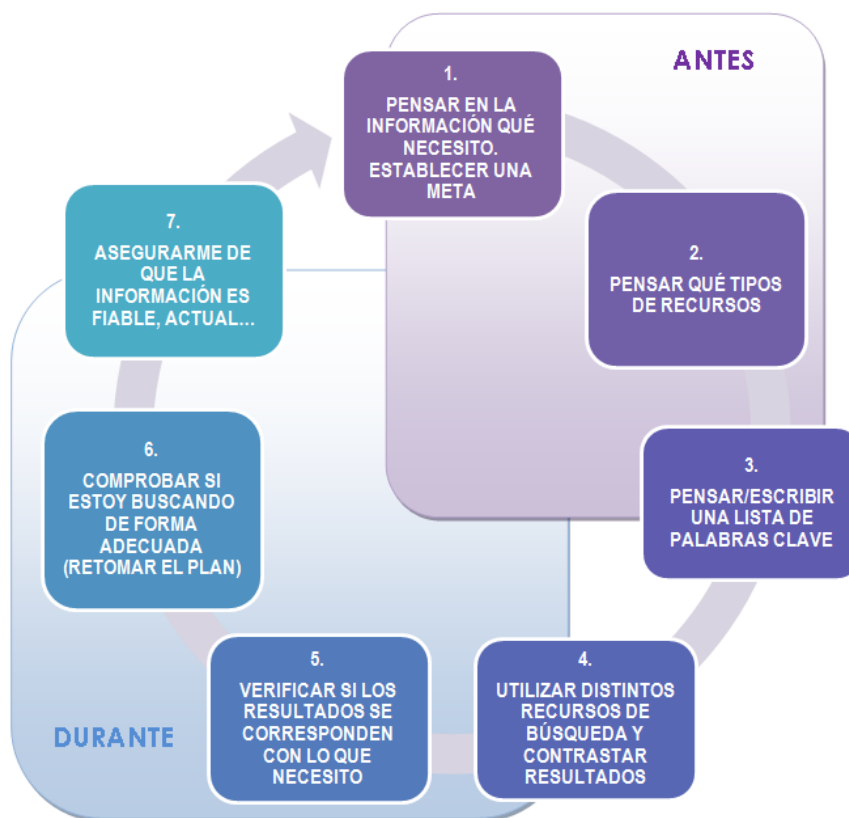 ANTES
1.
PENSAR EN LA
INFORMACIÓN QUÉ
NECESITO.
ESTABLECER UNA
META
2.
PENSAR QUÉ TIPOS
DE RECURSOS
3.
PENSAR/ESCRIBIR
UNA LISTA DE
PALABRAS CLAVE
4.
UTILIZAR DISTINTOS
RECURSOS DE
BÚSQUEDA Y
CONTRASTAR
RESULTADOS
5.
VERIFICAR SI LOS
RESULTADOS SE
CORRESPONDEN
CON LO QUE
NECESITO
6.
COMPROBAR SI
ESTOY BUSCANDO
DE FORMA
ADECUADA
(RETOMAR EL PLAN)
7.
ASEGURARME DE
QUE LA
INFORMACIÓN ES
FIABLE, ACTUAL...
DURANTE